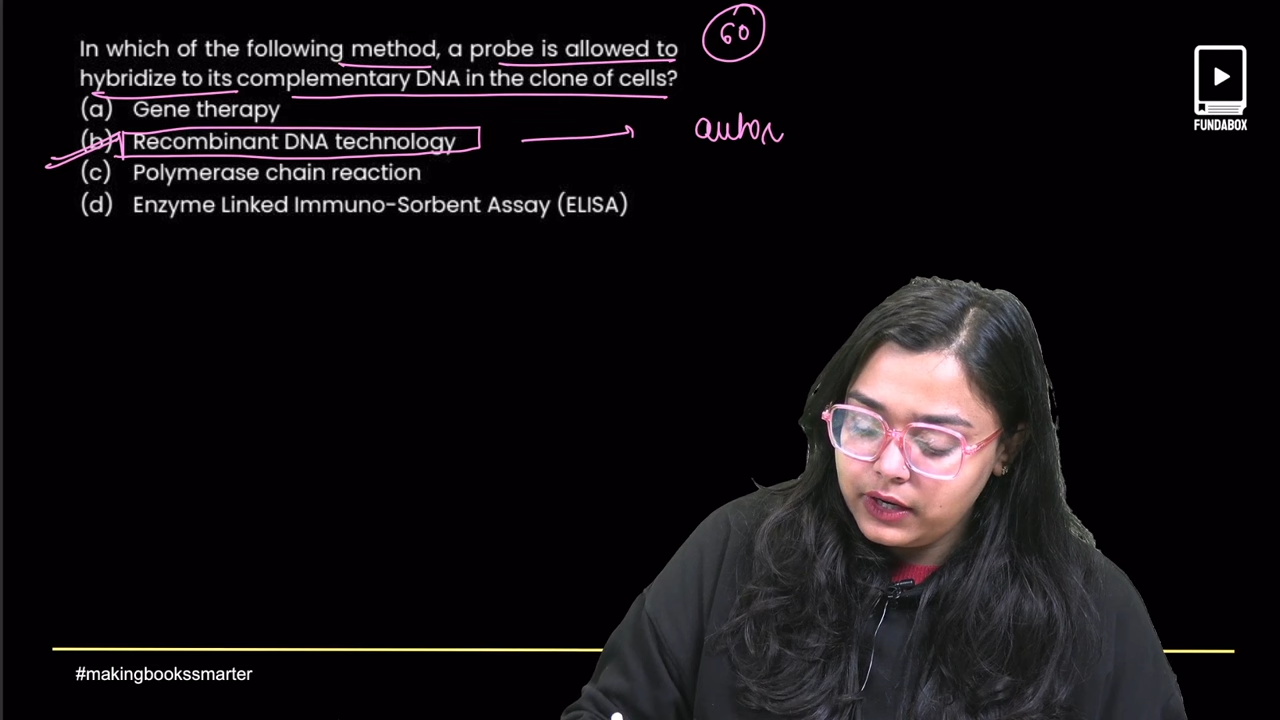 In which of the following method, a probe is allowed to
hybridize to its complementary DNA in the clone of cells?
60
(a) Gene therapy
(b) Recombinant DNA technology
(c) Polymerase chain reaction
(d) Enzyme Linked Immuno-Sorbent Assay (ELISA)
FUNDABOX
#makingbookssmarter